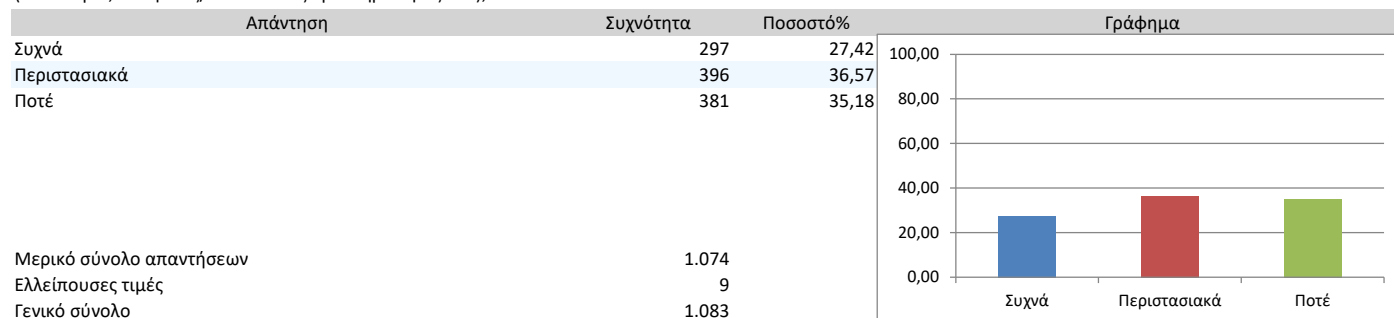 Απάντηση Συχνότητα Ποσοστό% Γράφημα
Συχνά 297 27,42
Περιστασιακά 396 36,57
Ποτέ 381 35,18
100,00
80,00
60,00
40,00
20,00
0,00
Συχνά Περιστασιακά Ποτέ
Μερικό σύνολο απαντήσεων 1.074
Ελλείπουσες τιμές 9
Γενικό σύνολο 1.083